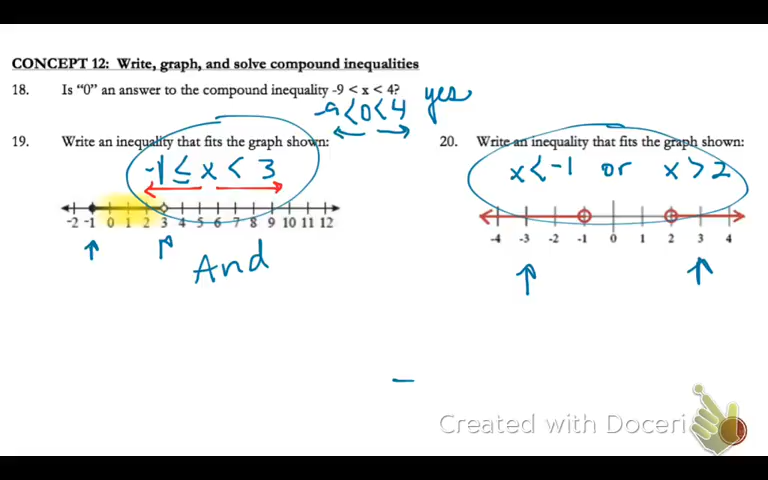 CONCEPT 12: Write, graph, and solve compound inequalities
18. Is “0” an answer to the compound inequality -9 < x < 4?
-9 < 0 < 4 yes
19. Write an inequality that fits the graph shown:
-1 ≤ x < 3
-2 -1 0 1 2 3 4 5 6 7 8 9 10 11 12
And
20. Write an inequality that fits the graph shown:
x < -1 or x > 2
-4 -3 -2 -1 0 1 2 3 4
Created with Doceri